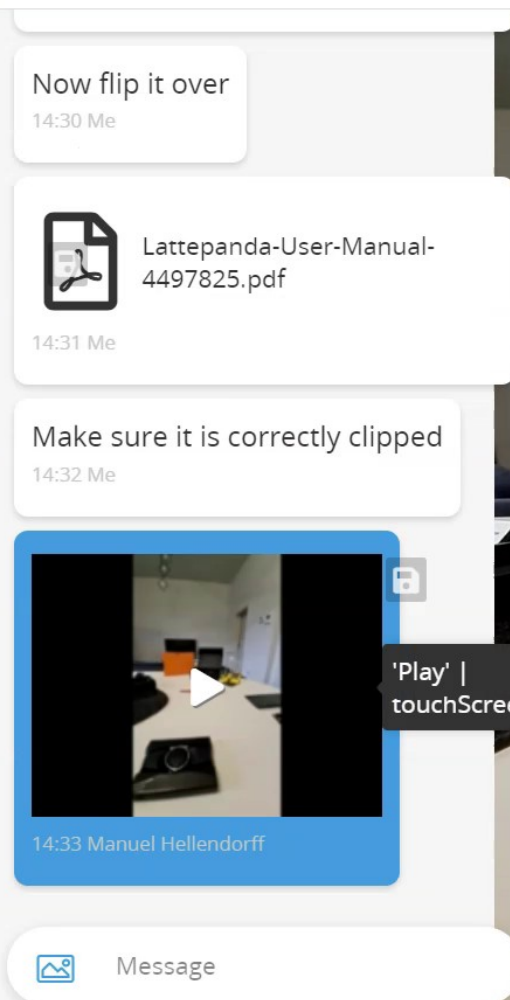 Now flip it over
14:30 Me
Lattepanda-User-Manual-
4497825.pdf
14:31 Me
Make sure it is correctly clipped
14:32 Me
'Play' |
touchScree
14:33 Manuel Hellendorff
Message